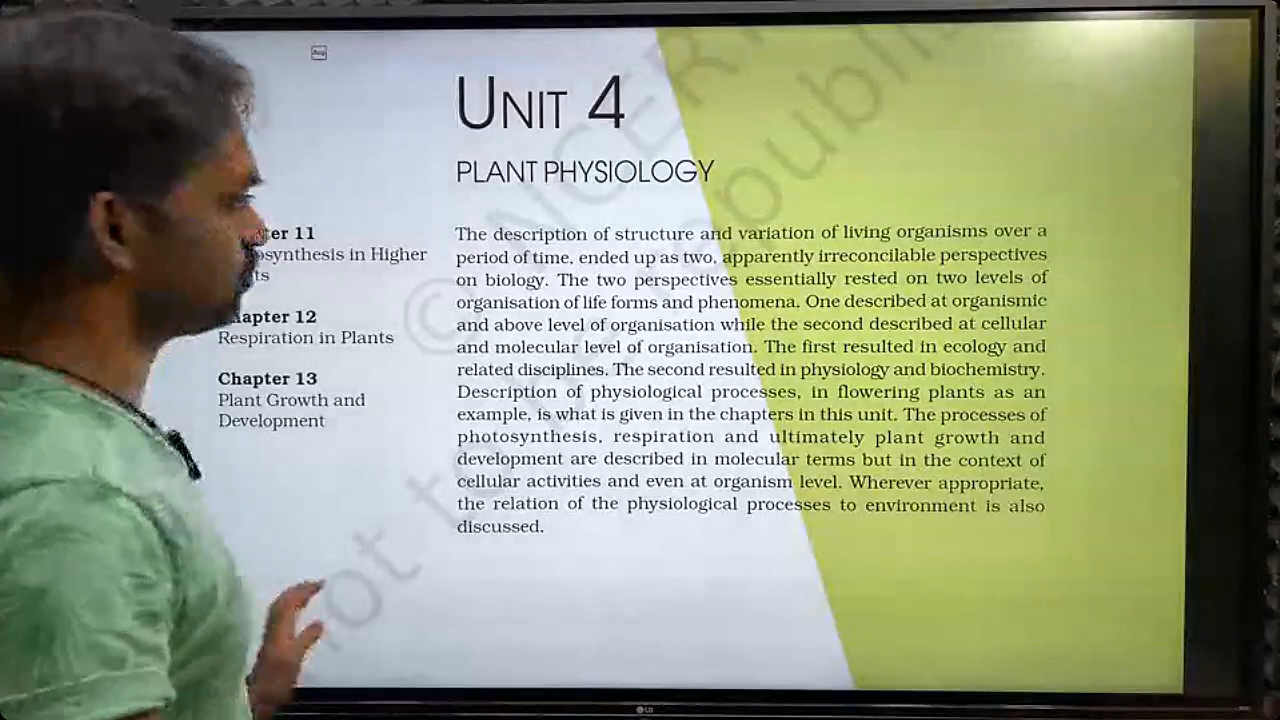 UNIT 4
PLANT PHYSIOLOGY
11
in Higher
Chapter 12
Respiration in Plants
Chapter 13
Plant Growth and
Development
The description of structure and variation of living organisms over a
period of time, ended up as two, apparently irreconcilable perspectives
on biology. The two perspectives essentially rested on two levels of
organisation of life forms and phenomena. One described at organismic
and above level of organisation while the second described at cellular
and molecular level of organisation. The first resulted in ecology and
related disciplines. The second resulted in physiology and biochemistry.
Description of physiological processes, in flowering plants as an
example, is what is given in the chapters in this unit. The processes of
photosynthesis, respiration and ultimately plant growth and
development are described in molecular terms but in the context of
cellular activities and even at organism level. Wherever appropriate,
the relation of the physiological processes to environment is also
discussed.
© NCERT
not
LG